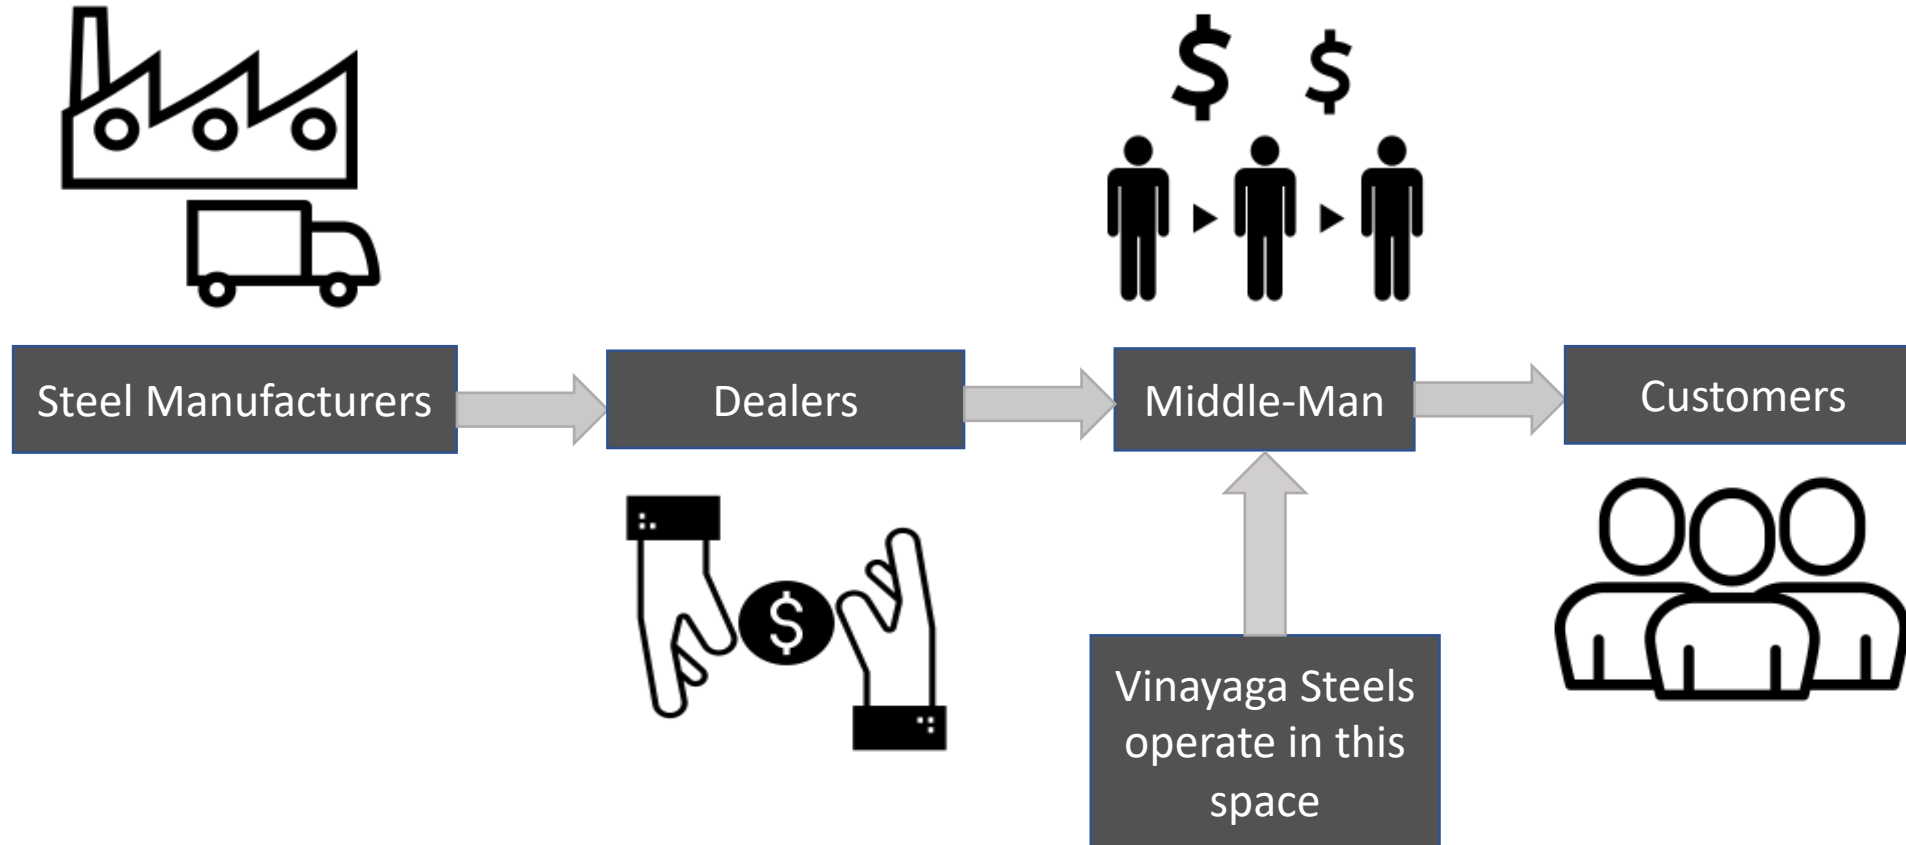 $ $
Steel Manufacturers
Dealers
Middle-Man
Customers
$
Vinayaga Steels
operate in this
space